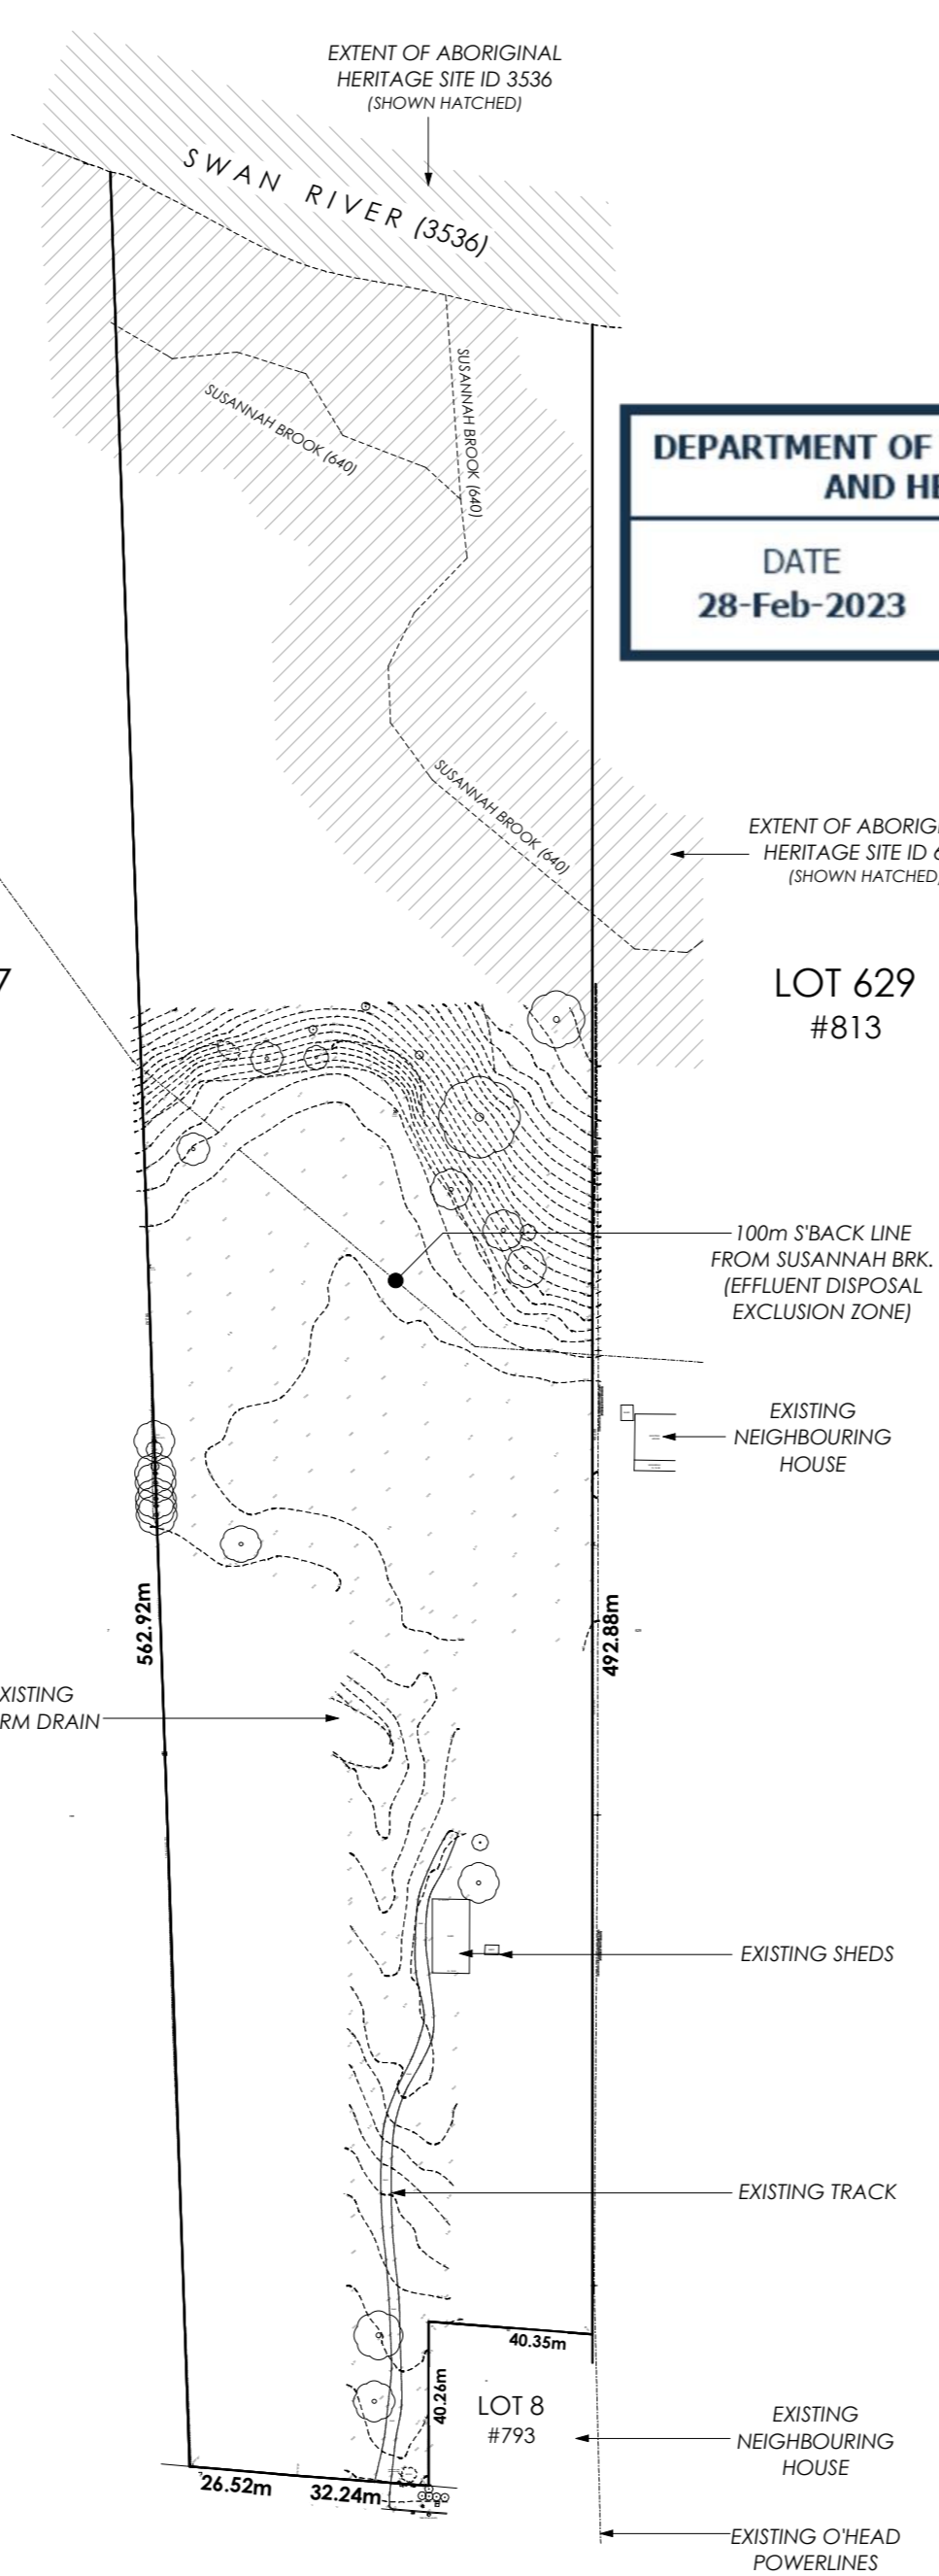 EXTENT OF ABORIGINAL
HERITAGE SITE ID 3536
(SHOWN HATCHED)
SWAN RIVER (3536)
SUSANNAH BROOK (640)
SUSANNAH BROOK (640)
DEPARTMENT OF
AND HE
DATE
28-Feb-2023
SUSANNAH BROOK (640)
EXTENT OF ABORIGI
HERITAGE SITE ID 6
(SHOWN HATCHED)
7
LOT 629
#813
100m S'BACK LINE
FROM SUSANNAH BRK.
(EFFLUENT DISPOSAL
EXCLUSION ZONE)
EXISTING
NEIGHBOURING
HOUSE
562.92m
492.88m
XISTING
RM DRAIN
EXISTING SHEDS
EXISTING TRACK
40.35m
40.26m
LOT 8
#793
EXISTING
NEIGHBOURING
HOUSE
26.52m
32.24m
EXISTING O'HEAD
POWERLINES